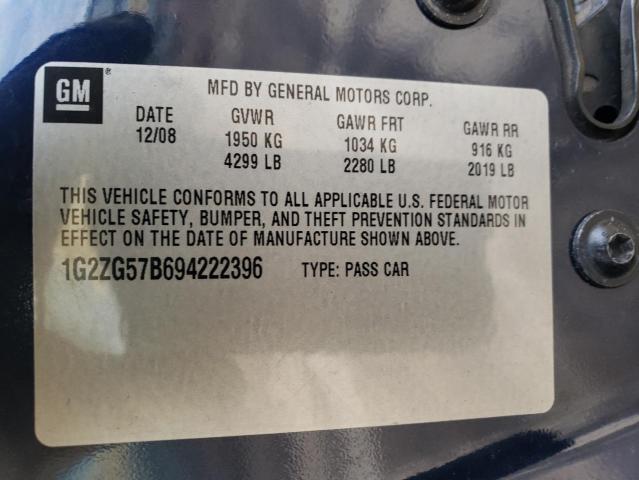 GM
®
MFD BY GENERAL MOTORS CORP.
DATE GVWR GAWR FRT GAWR RR
12/08 1950 KG 1034 KG 916 KG
4299 LB 2280 LB 2019 LB
THIS VEHICLE CONFORMS TO ALL APPLICABLE U.S. FEDERAL MOTOR
VEHICLE SAFETY, BUMPER, AND THEFT PREVENTION STANDARDS IN
EFFECT ON THE DATE OF MANUFACTURE SHOWN ABOVE.
1G2ZG57B694222396 TYPE: PASS CAR